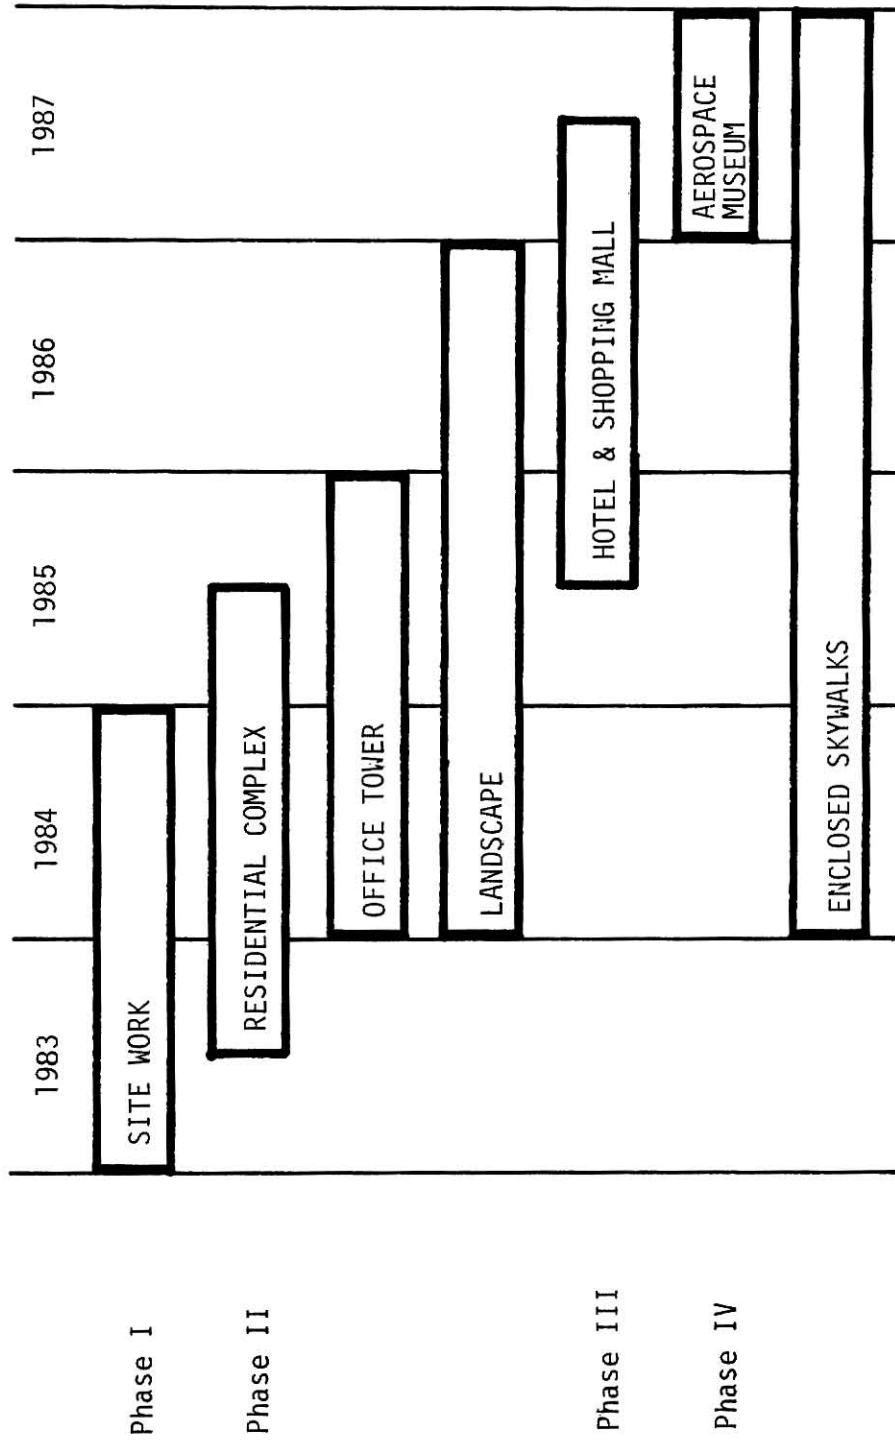 1983 1984 1985 1986 1987
Phase I SITE WORK
Phase II RESIDENTIAL COMPLEX
OFFICE TOWER
LANDSCAPE
Phase III HOTEL & SHOPPING MALL
Phase IV AEROSPACE
MUSEUM
ENCLOSED SKYWALKS